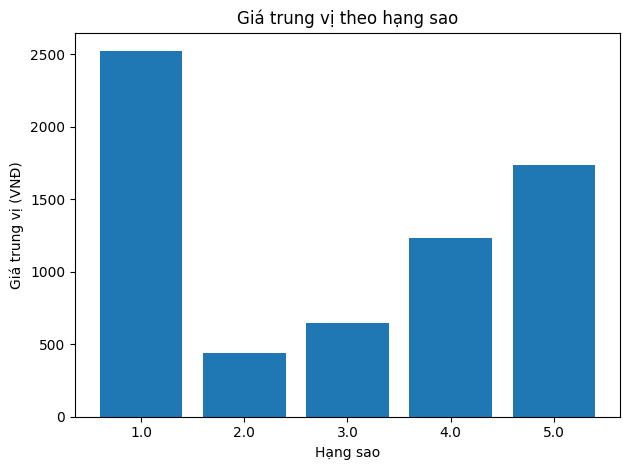 Giá trung vị theo hạng sao
Giá trung vị (VNĐ)
2500
2000
1500
1000
500
0
1.0 2.0 3.0 4.0 5.0
Hạng sao